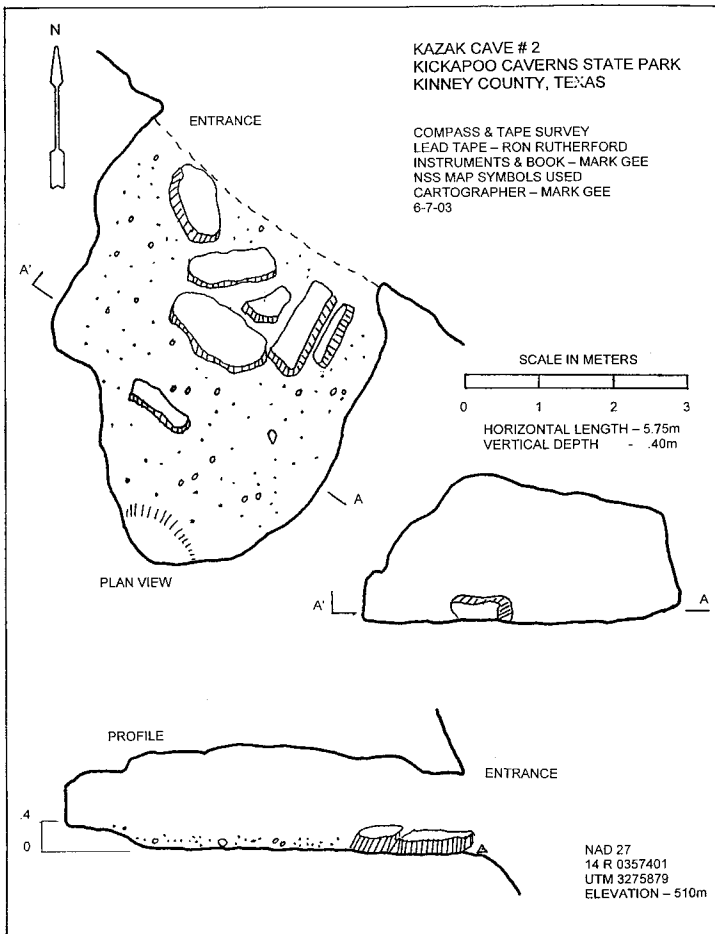 N
KAZAK CAVE # 2
KICKAPOO CAVERNS STATE PARK
KINNEY COUNTY, TEXAS
ENTRANCE
COMPASS & TAPE SURVEY
LEAD TAPE – RON RUTHERFORD
INSTRUMENTS & BOOK – MARK GEE
NSS MAP SYMBOLS USED
CARTOGRAPHER – MARK GEE
6-7-03
A'
SCALE IN METERS
0 1 2 3
HORIZONTAL LENGTH – 5.75m
VERTICAL DEPTH - .40m
A
PLAN VIEW
A' A
PROFILE
ENTRANCE
.4
0
NAD 27
14 R 0357401
UTM 3275879
ELEVATION – 510m